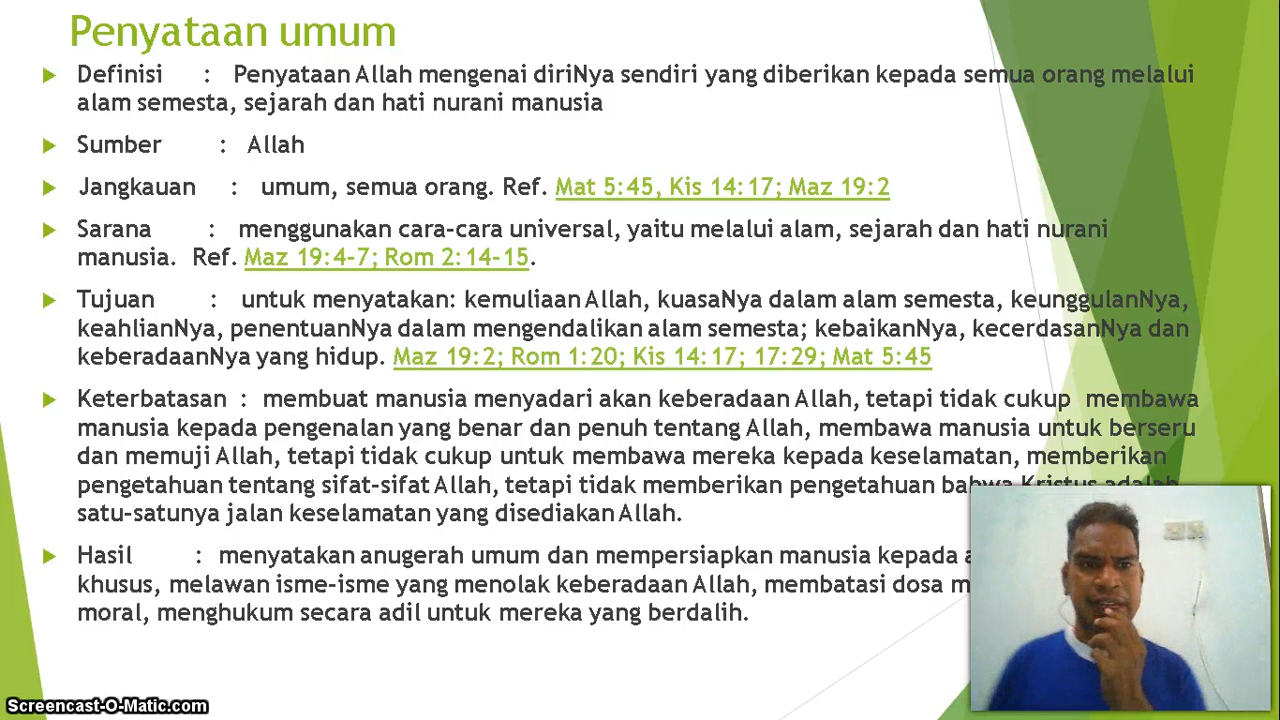 Penyataan umum
Definisi : Penyataan Allah mengenai diriNya sendiri yang diberikan kepada semua orang melalui
alam semesta, sejarah dan hati nurani manusia
Sumber : Allah
Jangkauan : umum, semua orang. Ref. Mat 5:45, Kis 14:17; Maz 19:2
Sarana : menggunakan cara-cara universal, yaitu melalui alam, sejarah dan hati nurani
manusia. Ref. Maz 19:4-7; Rom 2:14-15.
Tujuan : untuk menyatakan: kemuliaan Allah, kuasaNya dalam alam semesta, keunggulanNya,
keahlianNya, penentuanNya dalam mengendalikan alam semesta; kebaikanNya, kecerdasanNya dan
keberadaanNya yang hidup. Maz 19:2; Rom 1:20; Kis 14:17; 17:29; Mat 5:45
Keterbatasan : membuat manusia menyadari akan keberadaan Allah, tetapi tidak cukup membawa
manusia kepada pengenalan yang benar dan penuh tentang Allah, membawa manusia untuk berseru
dan memuji Allah, tetapi tidak cukup untuk membawa mereka kepada keselamatan, memberikan
pengetahuan tentang sifat-sifat Allah, tetapi tidak memberikan pengetahuan bahwa Kristus adalah
satu-satunya jalan keselamatan yang disediakan Allah.
Hasil : menyatakan anugerah umum dan mempersiapkan manusia kepada
khusus, melawan isme-isme yang menolak keberadaan Allah, membatasi dosa
moral, menghukum secara adil untuk mereka yang berdalih.
Screencast-O-Matic.com